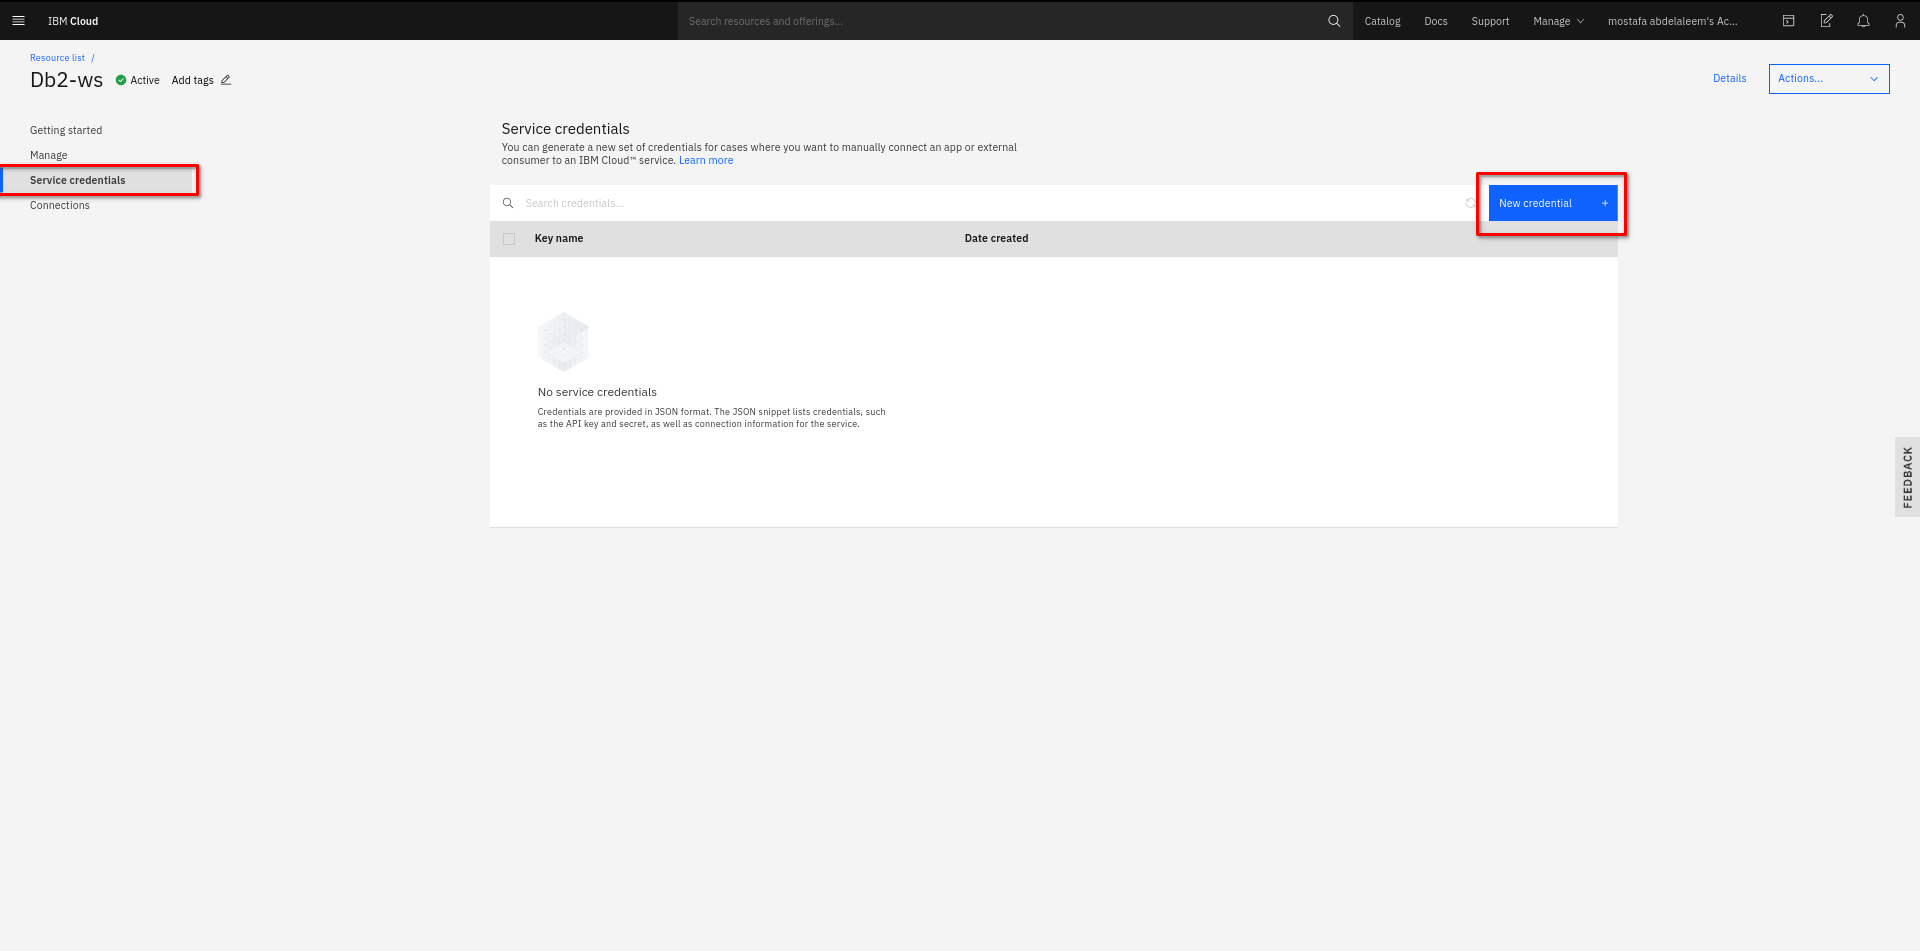 IBM Cloud
Search resources and offerings...
Catalog
Docs
Support
Manage
mostafa abdelaleem's Ac...
Resource list /
Db2-ws
Active
Add tags
Details
Actions...
Getting started
Manage
Service credentials
Connections
Service credentials
You can generate a new set of credentials for cases where you want to manually connect an app or external
consumer to an IBM Cloud™ service. Learn more
Search credentials...
New credential +
Key name
Date created
No service credentials
Credentials are provided in JSON format. The JSON snippet lists credentials, such
as the API key and secret, as well as connection information for the service.
FEEDBACK